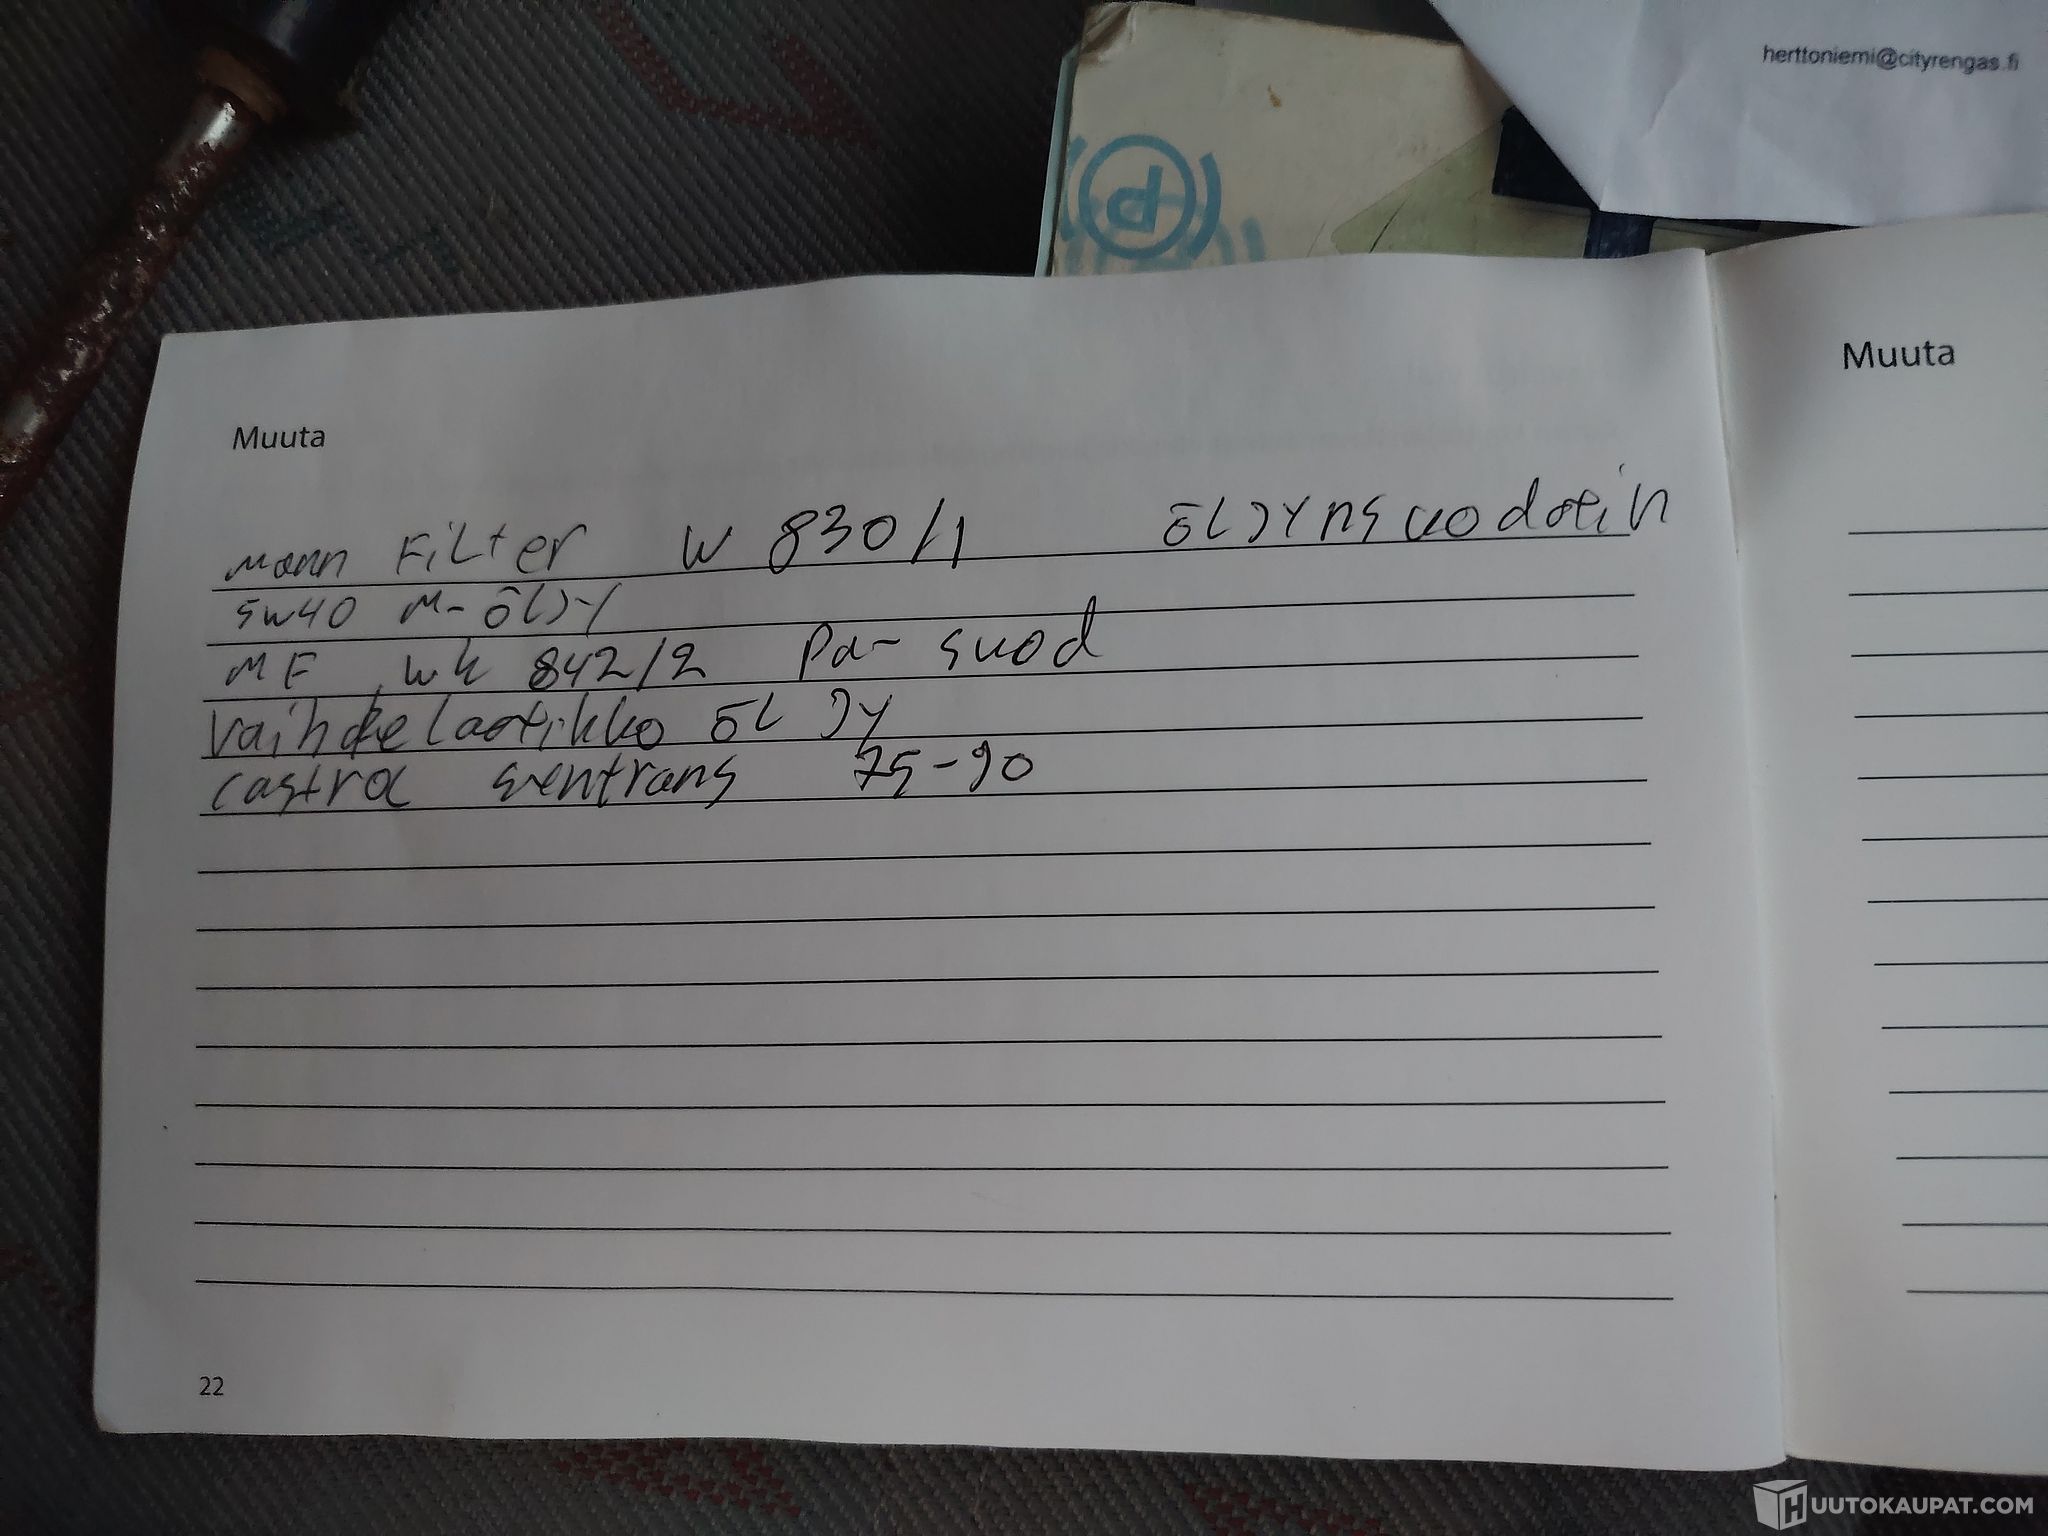 herttoniemi@cityrengas.fi
P
Muuta
mann Filter W 830/1 öljynsuodatin
5W40 M-öljy
MF, WK 842/2 Pa-suod
Vaihdelaatikko öljy
castrol syntrans 75-90
22
Muuta
HUUTOKAUPAT.COM